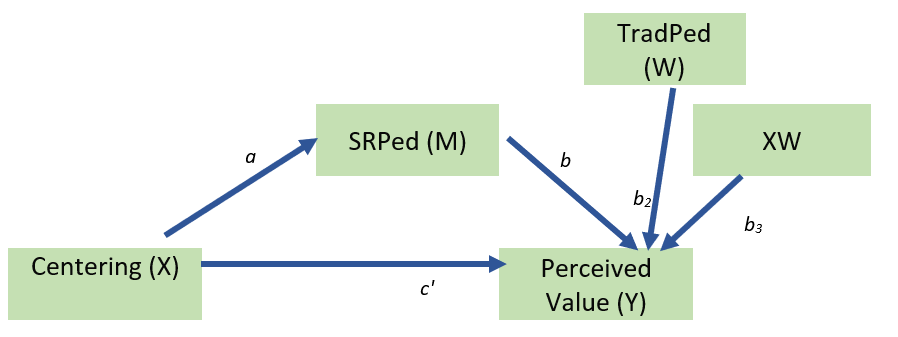 TradPed
(W)
SRPed (M)
XW
a
b
b₂
b₃
Centering (X)
Perceived
Value (Y)
c'